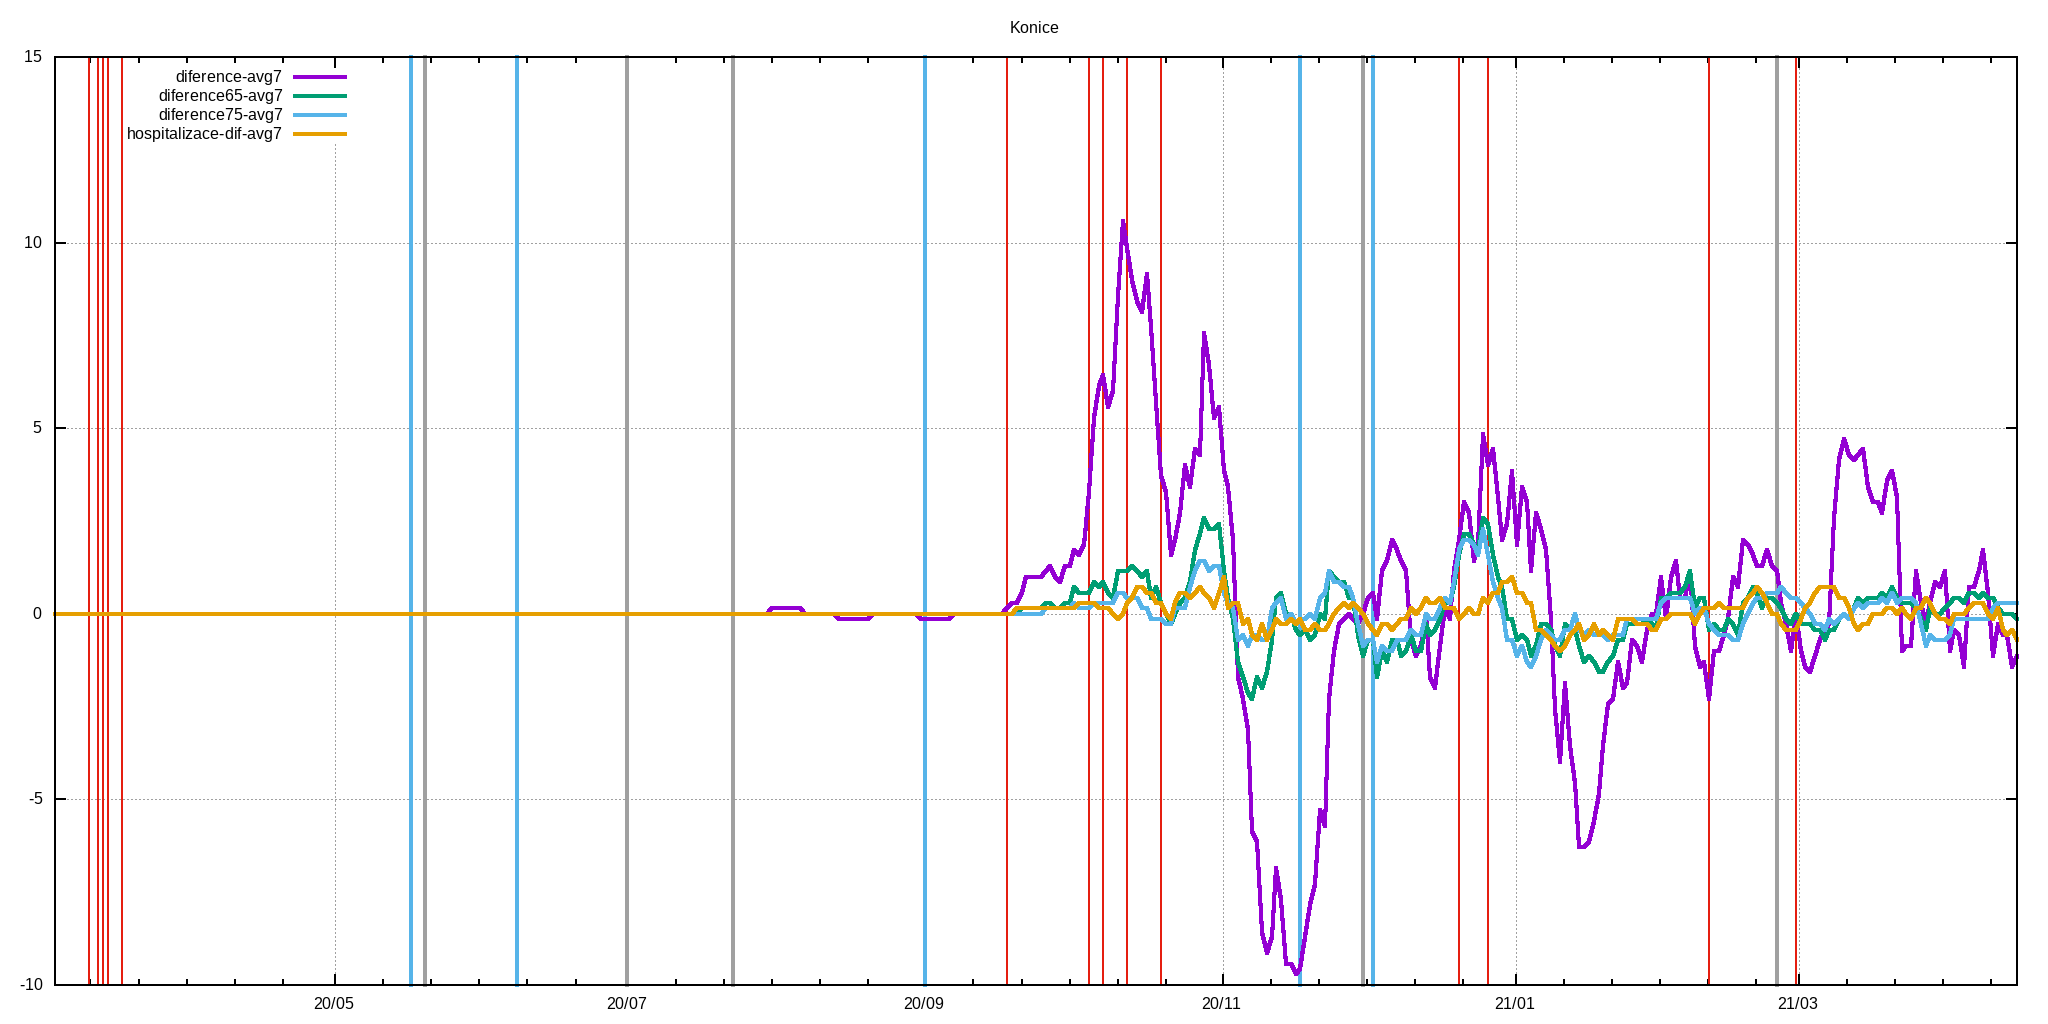 Konice
15
diference-avg7
diference65-avg7
diference75-avg7
hospitalizace-dif-avg7
10
5
0
-5
-10
20/05 20/07 20/09 20/11 21/01 21/03